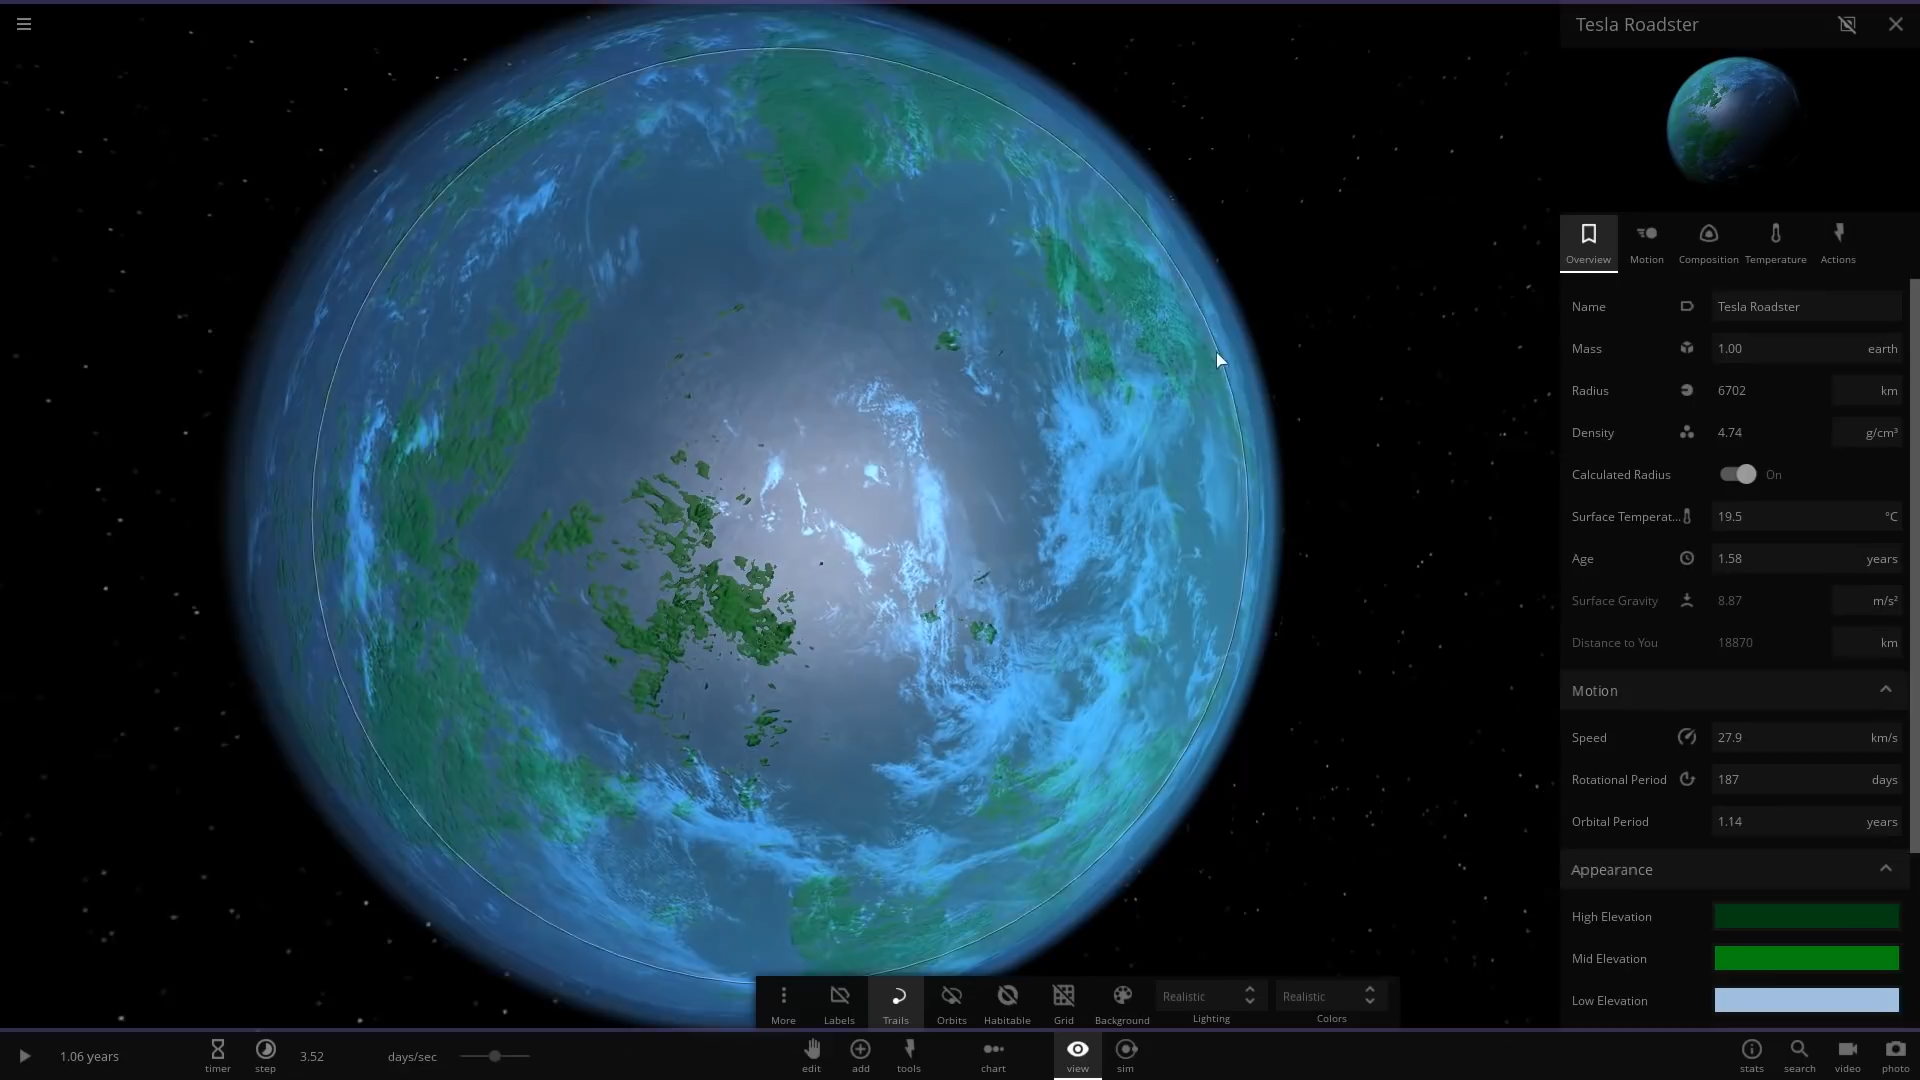 Tesla Roadster
Overview
Motion
Composition
Temperature
Actions
Name Tesla Roadster
Mass 1.00 earth
Radius 6702 km
Density 4.74 g/cm³
Calculated Radius On
Surface Temperat... 19.5 °C
Age 1.58 years
Surface Gravity 8.87 m/s²
Distance to You 18870 km
Motion
Speed 27.9 km/s
Rotational Period 187 days
Orbital Period 1.14 years
Appearance
High Elevation
Mid Elevation
Low Elevation
More
Labels
Trails
Orbits
Habitable
Grid
Background
Realistic
Lighting
Realistic
Colors
1.06 years
timer
step
3.52 days/sec
edit
add
tools
chart
view
sim
stats
search
video
photo